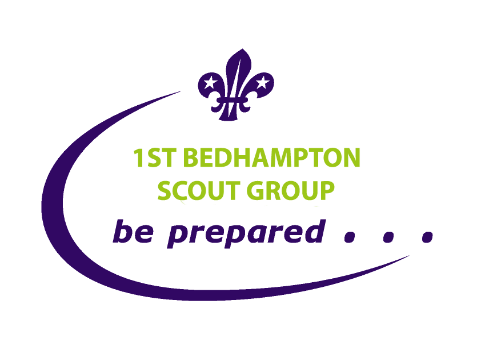 1ST BEDHAMPTON
SCOUT GROUP
be prepared . . .